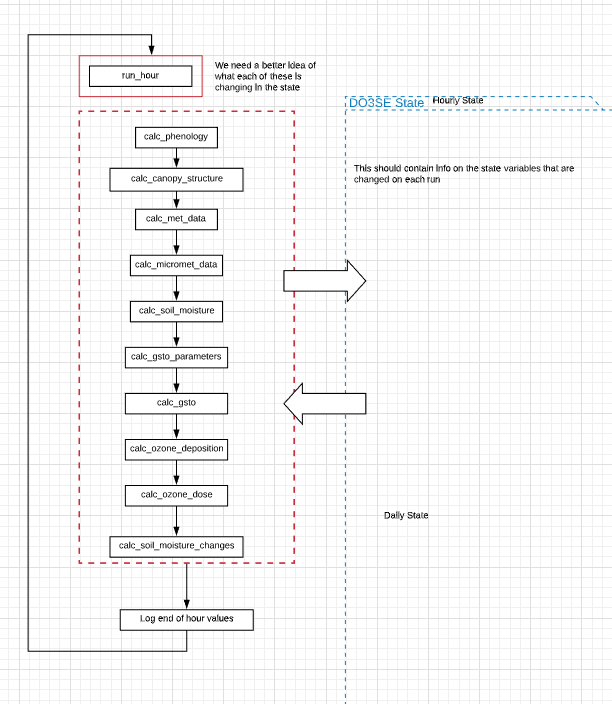 run_hour
We need a better idea of
what each of these is
changing in the state
DO3SE State
Hourly State
calc_phenology
This should contain info on the state variables that are
changed on each run
calc_canopy_structure
calc_met_data
calc_micromet_data
calc_soil_moisture
calc_gsto_parameters
calc_gsto
calc_ozone_deposition
calc_ozone_dose
Daily State
calc_soil_moisture_changes
Log end of hour values